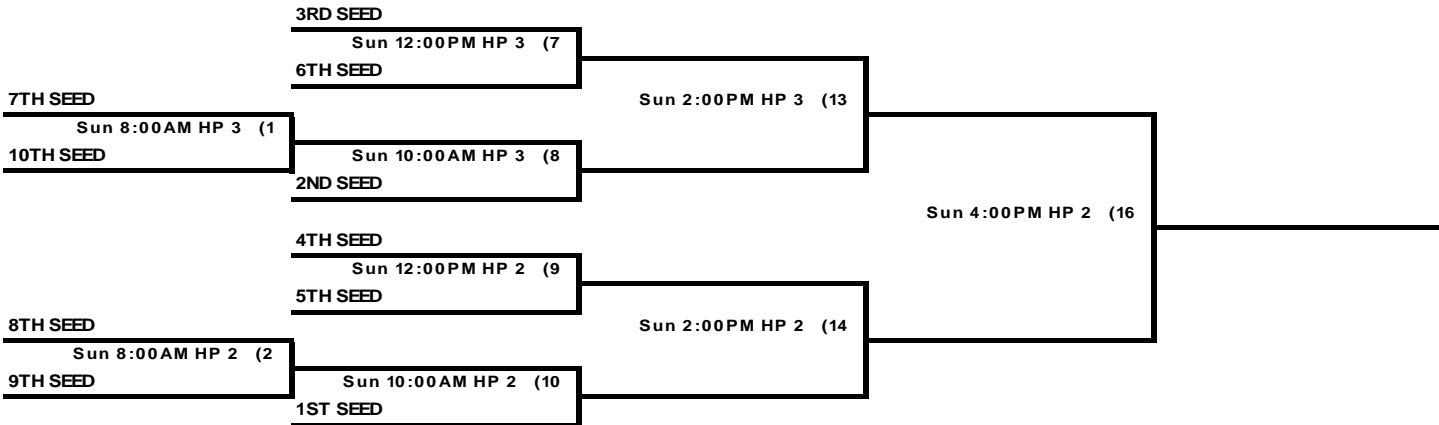 3RD SEED
Sun 12:00PM HP 3 (7
6TH SEED
7TH SEED
Sun 2:00PM HP 3 (13
Sun 8:00AM HP 3 (1
10TH SEED
Sun 10:00AM HP 3 (8
2ND SEED
Sun 4:00PM HP 2 (16
4TH SEED
Sun 12:00PM HP 2 (9
5TH SEED
8TH SEED
Sun 2:00PM HP 2 (14
Sun 8:00AM HP 2 (2
9TH SEED
Sun 10:00AM HP 2 (10
1ST SEED